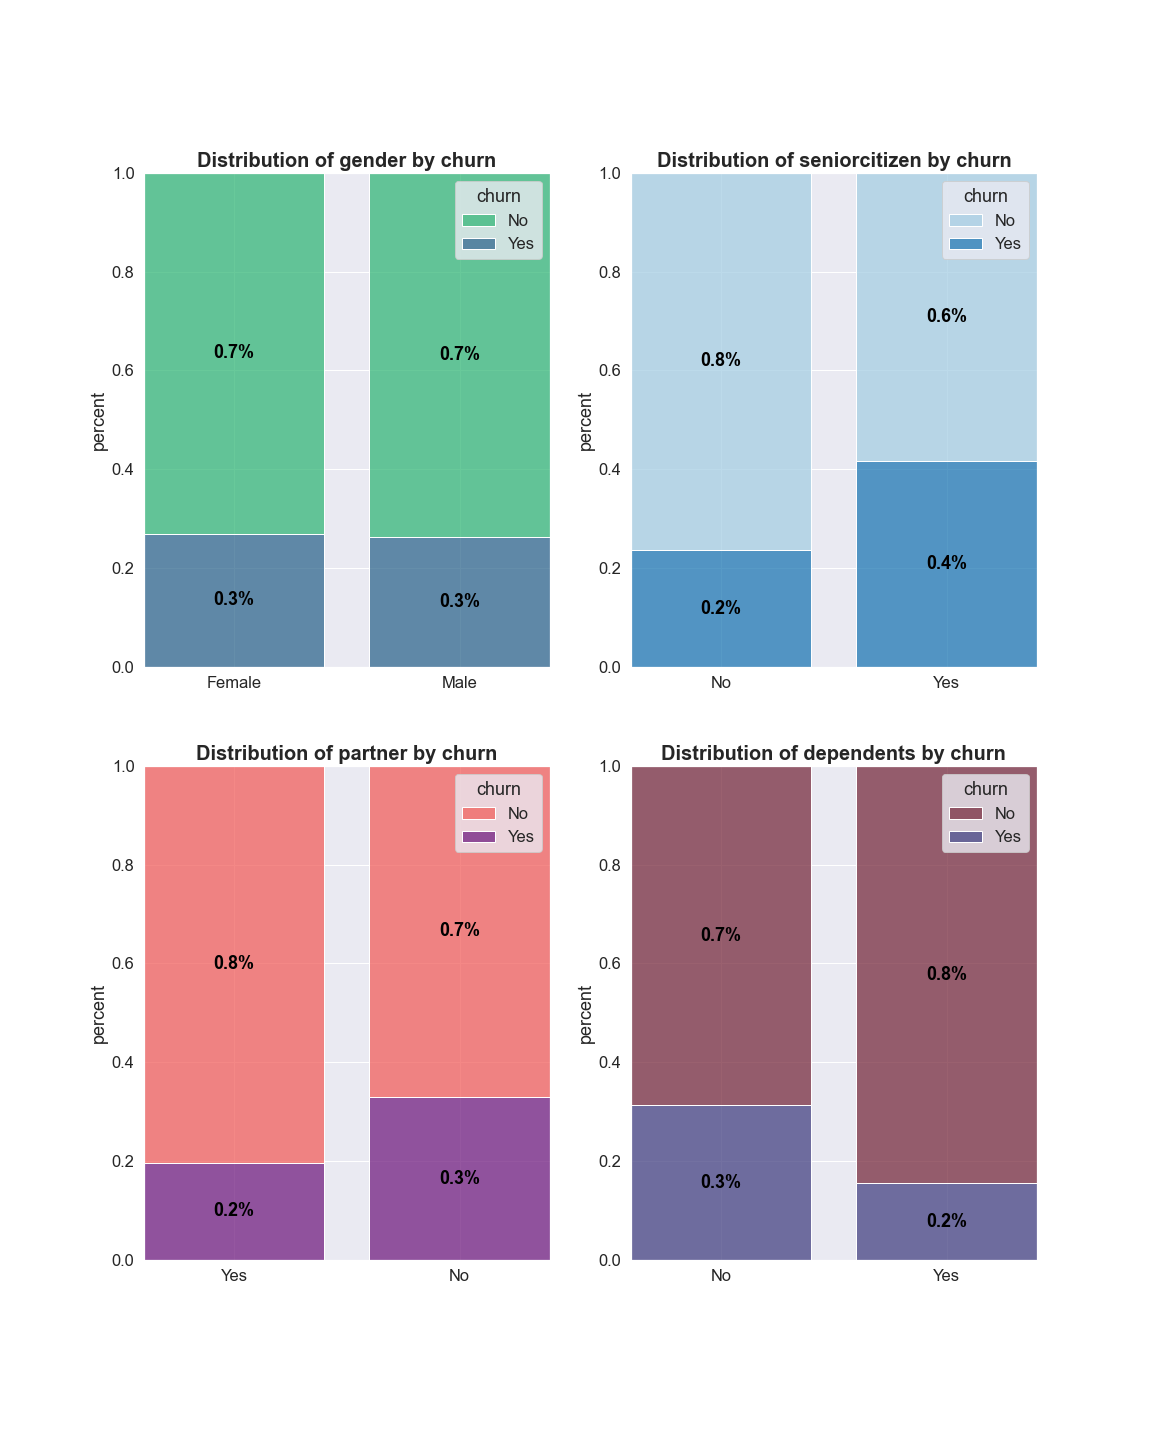 Distribution of gender by churn
1.0
0.8
0.6
0.4
0.2
0.0
percent
churn
No
Yes
0.7%
0.7%
0.3%
0.3%
Female
Male
Distribution of seniorcitizen by churn
1.0
0.8
0.6
0.4
0.2
0.0
percent
churn
No
Yes
0.6%
0.8%
0.4%
0.2%
No
Yes
Distribution of partner by churn
1.0
0.8
0.6
0.4
0.2
0.0
percent
churn
No
Yes
0.7%
0.8%
0.3%
0.2%
Yes
No
Distribution of dependents by churn
1.0
0.8
0.6
0.4
0.2
0.0
percent
churn
No
Yes
0.7%
0.8%
0.3%
0.2%
No
Yes